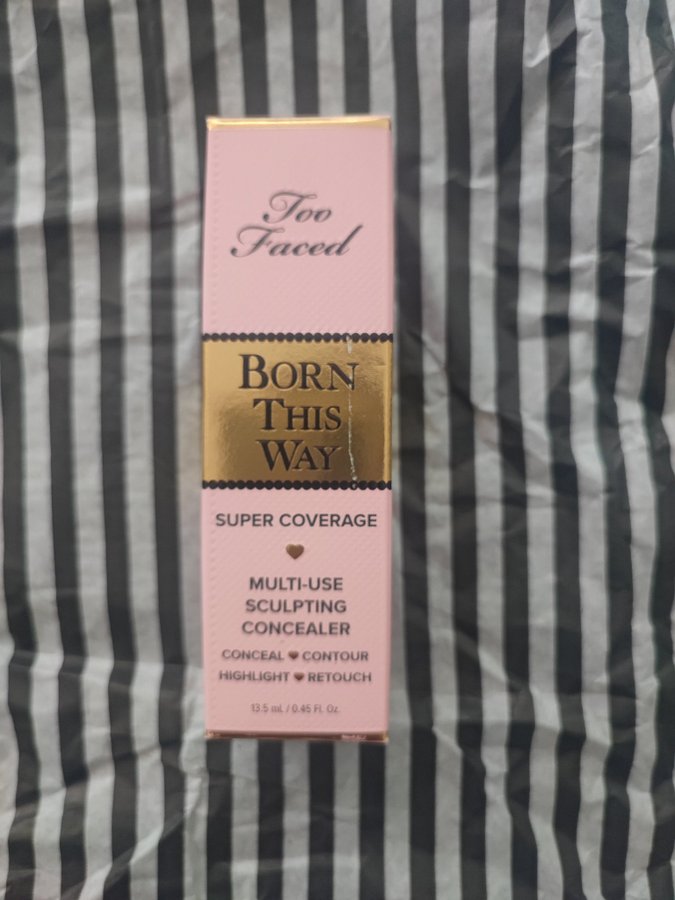 Too
Faced
BORN
THIS
WAY
SUPER COVERAGE
MULTI-USE
SCULPTING
CONCEALER
CONCEAL ♥ CONTOUR
HIGHLIGHT ♥ RETOUCH
13.5 mL / 0.45 Fl. Oz.